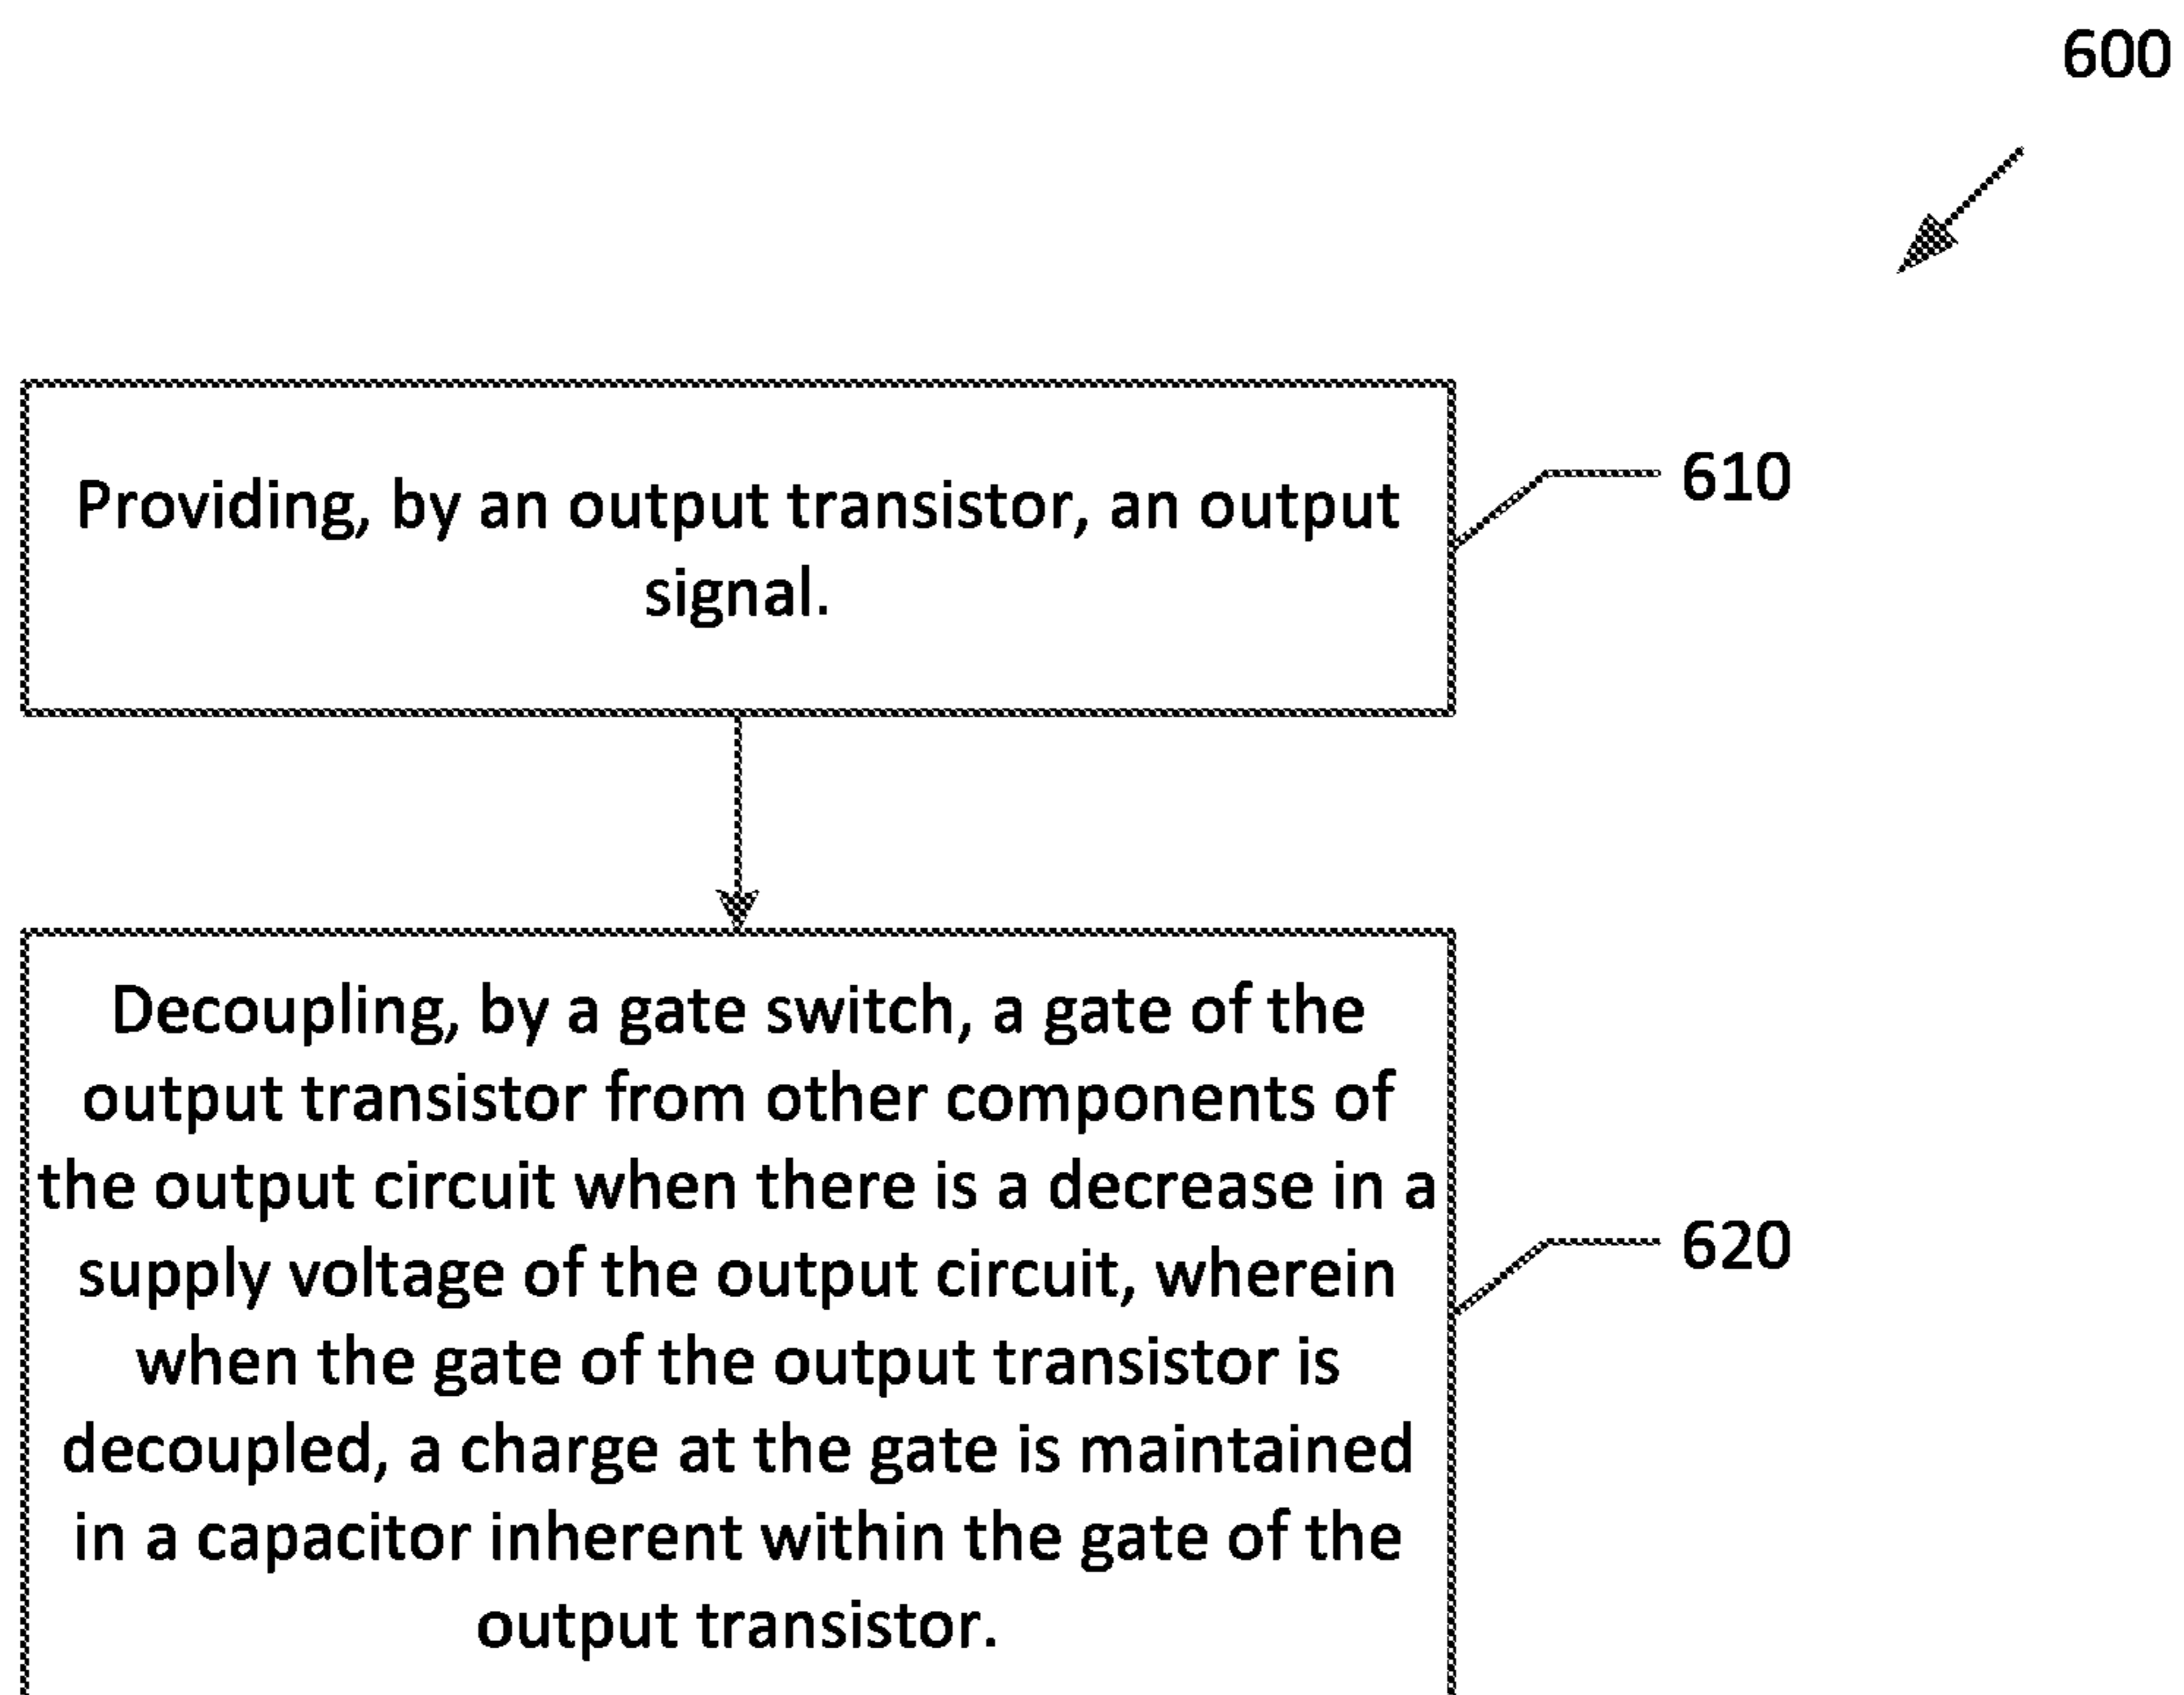 600
Providing, by an output transistor, an output
signal.
610
Decoupling, by a gate switch, a gate of the
output transistor from other components of
the output circuit when there is a decrease in a
supply voltage of the output circuit, wherein
when the gate of the output transistor is
decoupled, a charge at the gate is maintained
in a capacitor inherent within the gate of the
output transistor.
620